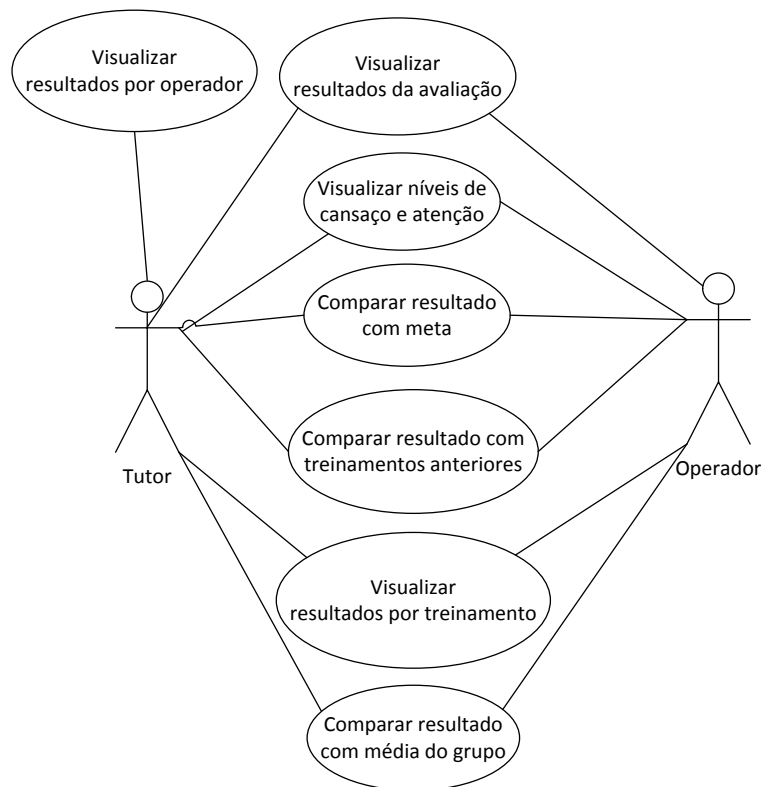 Visualizar
resultados por operador
Visualizar
resultados da avaliação
Visualizar níveis de
cansaço e atenção
Comparar resultado
com meta
Comparar resultado com
treinamentos anteriores
Tutor
Operador
Visualizar
resultados por treinamento
Comparar resultado
com média do grupo